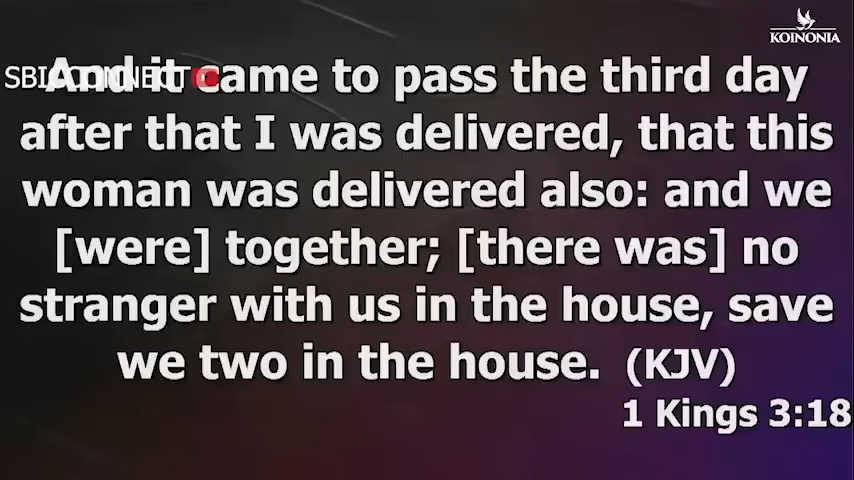 KOINONIA
SBICCONNECT
And it came to pass the third day
after that I was delivered, that this
woman was delivered also: and we
[were] together; [there was] no
stranger with us in the house, save
we two in the house. (KJV)
1 Kings 3:18